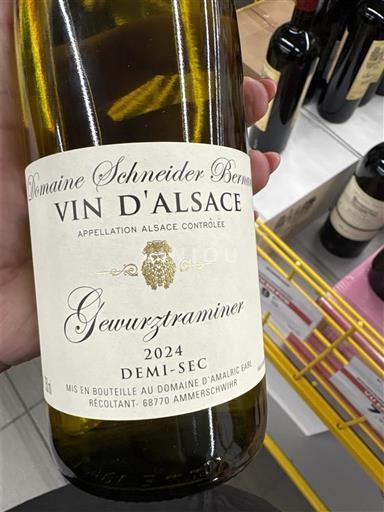 Domaine Schneider Bernard
VIN D'ALSACE
APPELLATION ALSACE CONTRÔLÉE
Gewurztraminer
2024
DEMI-SEC
MIS EN BOUTEILLE AU DOMAINE D'AMALRIC EARL
RÉCOLTANT- 68770 AMMERSCHWIHR